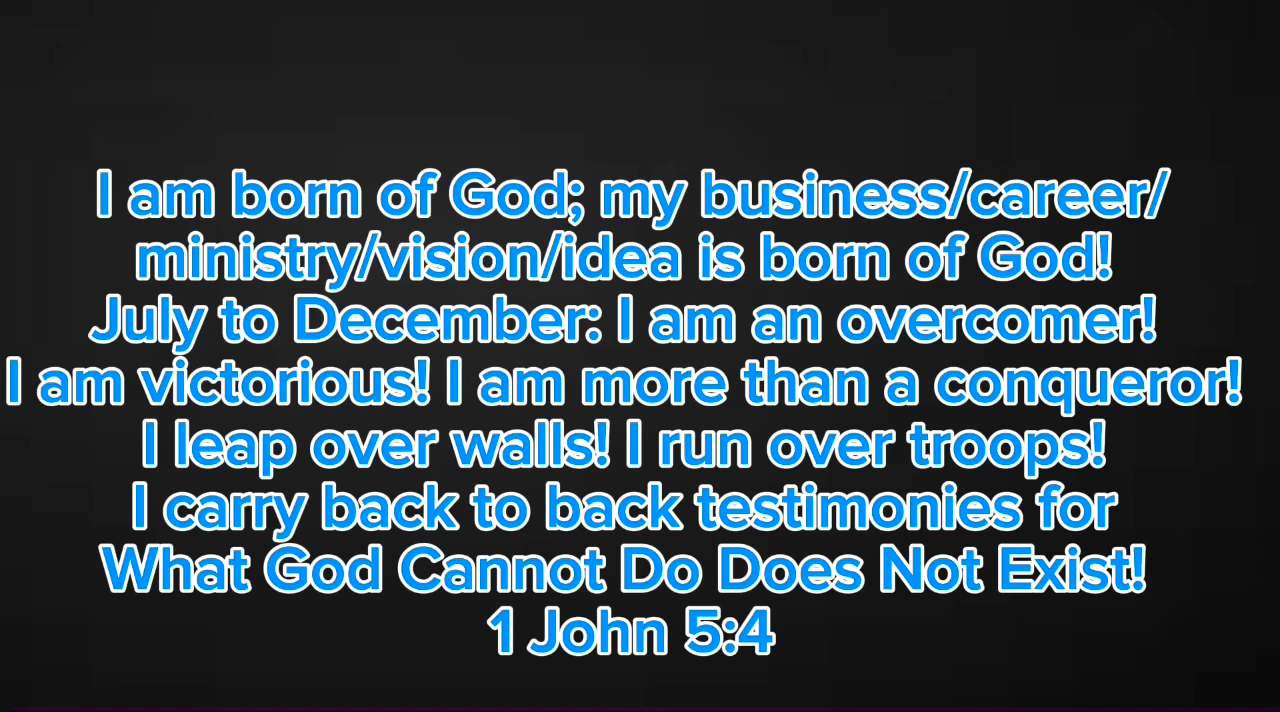 I am born of God; my business/career/
ministry/vision/idea is born of God!
July to December: I am an overcomer!
I am victorious! I am more than a conqueror!
I leap over walls! I run over troops!
I carry back to back testimonies for
What God Cannot Do Does Not Exist!
1 John 5:4